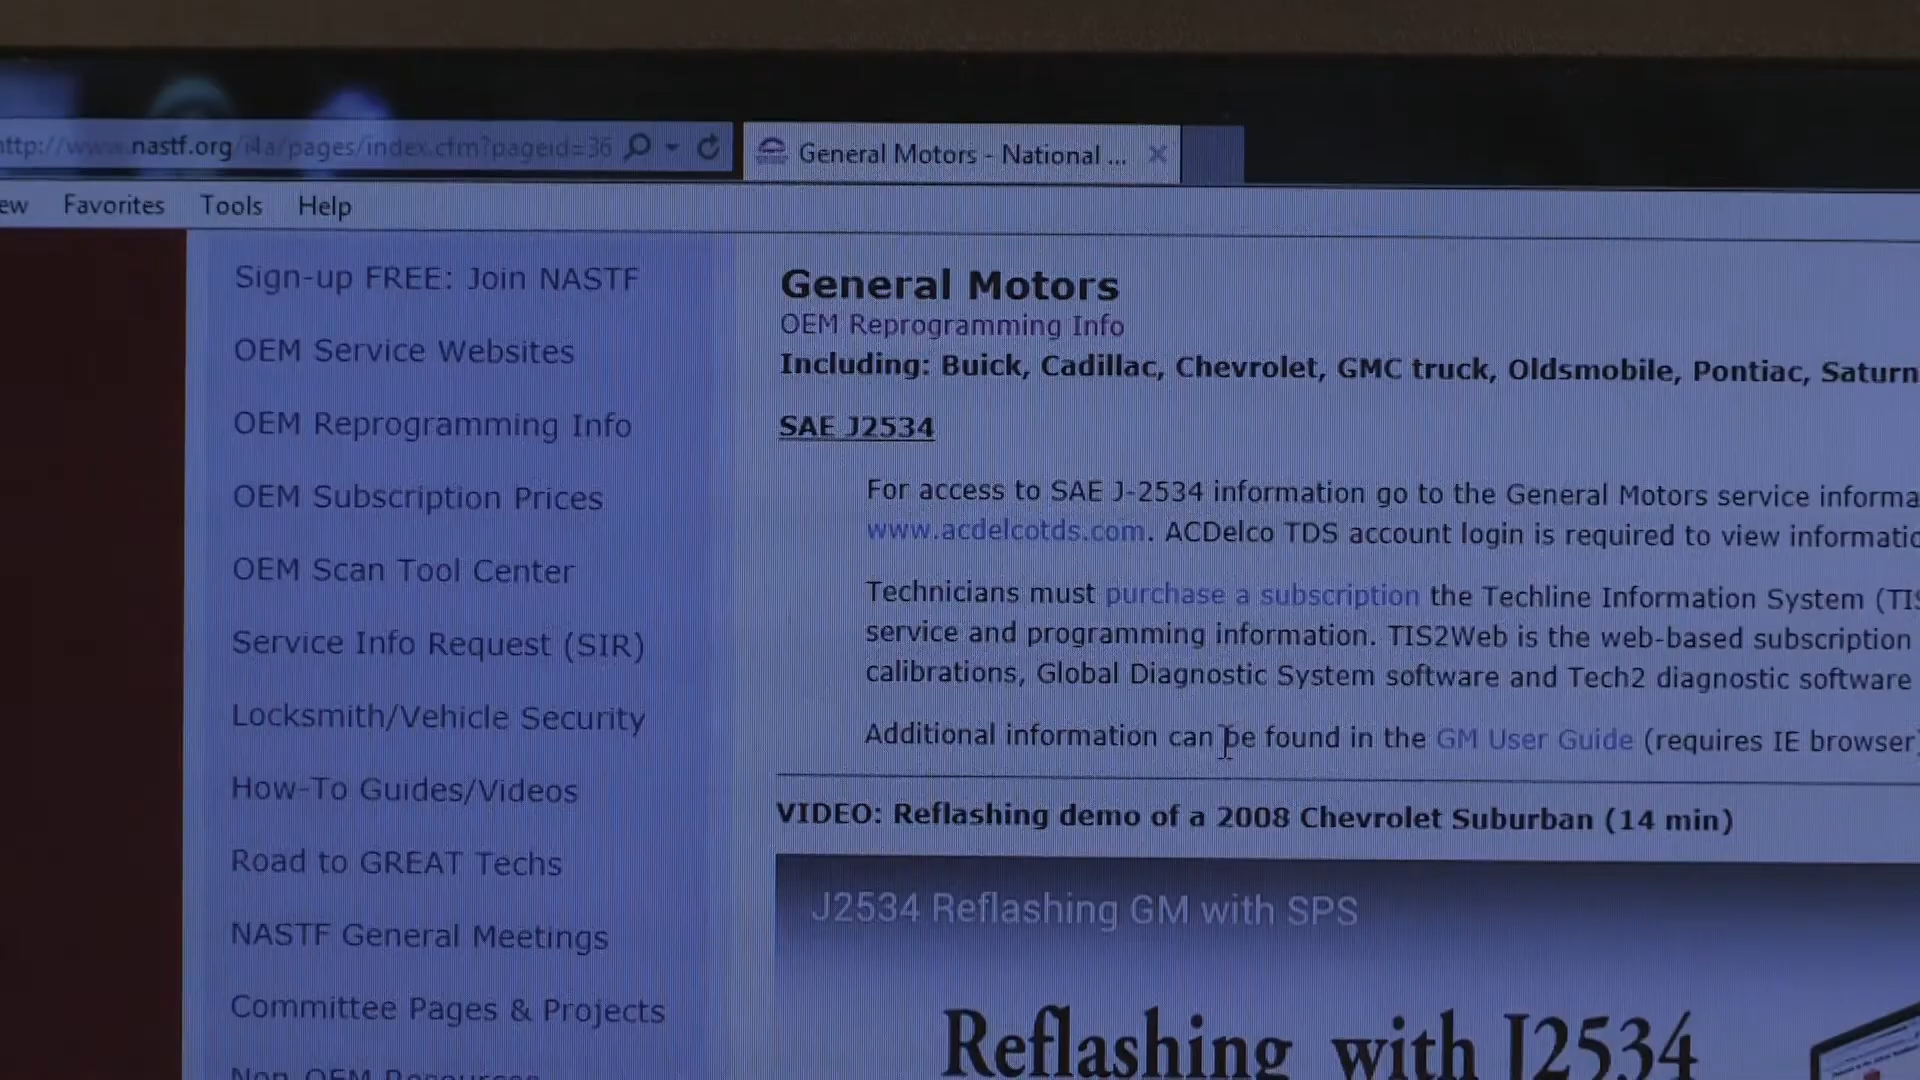 http://www.nastf.org/i4a/pages/index.cfm?pageid=36
General Motors - National ...
Favorites Tools Help
Sign-up FREE: Join NASTF
OEM Service Websites
OEM Reprogramming Info
OEM Subscription Prices
OEM Scan Tool Center
Service Info Request (SIR)
Locksmith/Vehicle Security
How-To Guides/Videos
Road to GREAT Techs
NASTF General Meetings
Committee Pages & Projects
General Motors
OEM Reprogramming Info
Including: Buick, Cadillac, Chevrolet, GMC truck, Oldsmobile, Pontiac, Saturn
SAE J2534
For access to SAE J-2534 information go to the General Motors service informa
www.acdelcotds.com. ACDelco TDS account login is required to view informatio
Technicians must purchase a subscription the Techline Information System (TIS
service and programming information. TIS2Web is the web-based subscription
calibrations, Global Diagnostic System software and Tech2 diagnostic software
Additional information can be found in the GM User Guide (requires IE browser)
VIDEO: Reflashing demo of a 2008 Chevrolet Suburban (14 min)
J2534 Reflashing GM with SPS
Reflashing with J2534